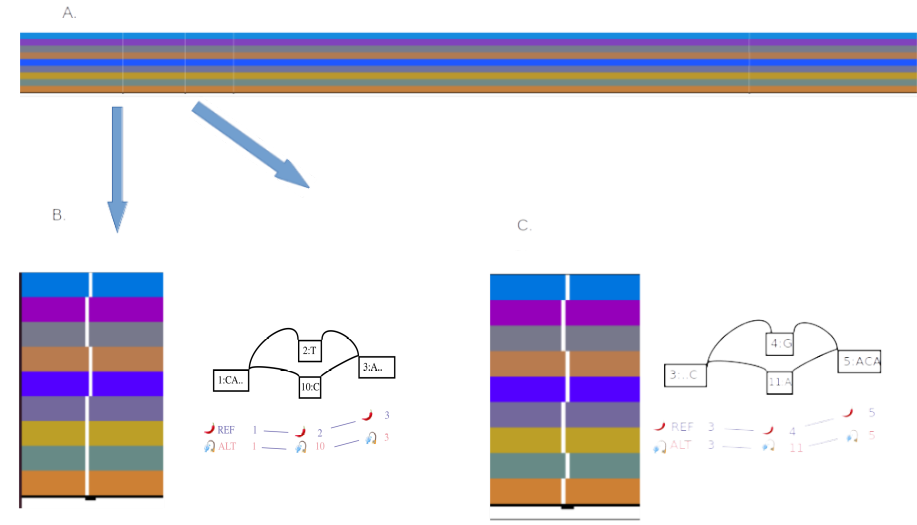 A.
B.
C.
2:T
1:CA..
3:A..
10:C
REF 1 2 3
ALT 1 10 3
4:G
3:..C
5:ACA
11:A
REF 3 4 5
ALT 3 11 5